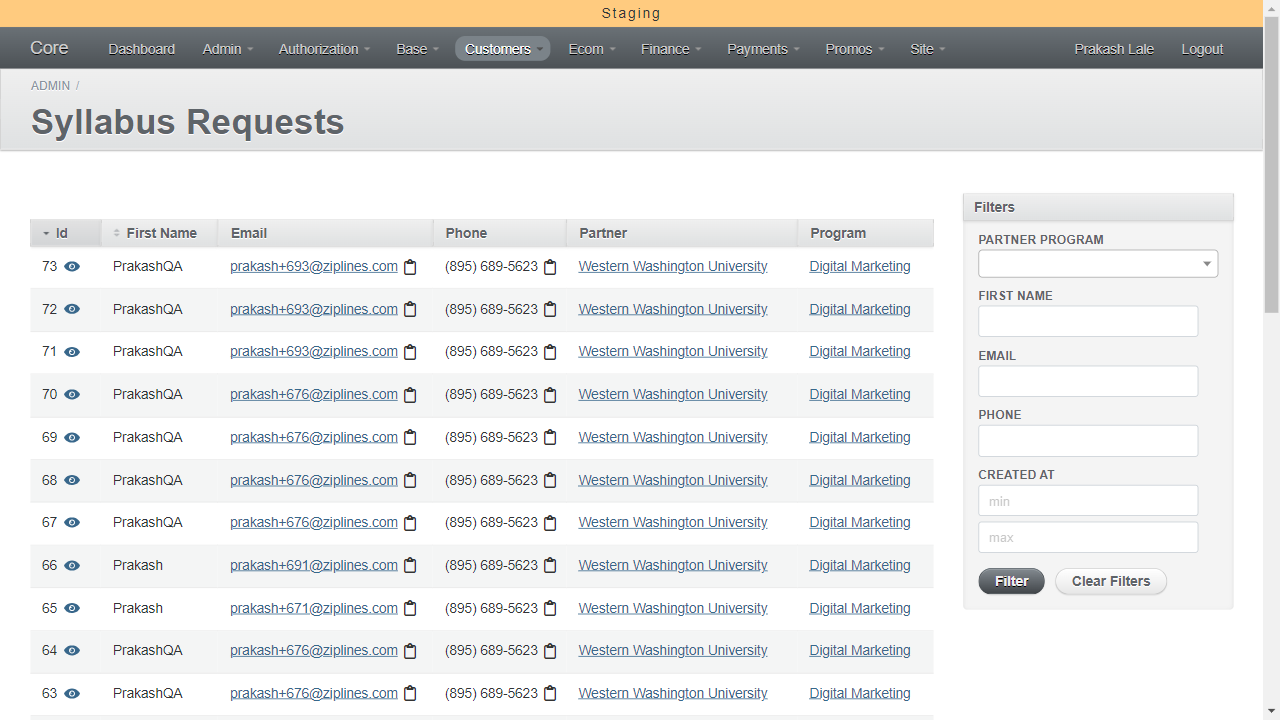 Staging
Core Dashboard Admin Authorization Base Customers Ecom Finance Payments Promos Site Prakash Lale Logout
ADMIN /
Syllabus Requests
Id First Name Email Phone Partner Program
73 PrakashQA prakash+693@ziplines.com (895) 689-5623 Western Washington University Digital Marketing
72 PrakashQA prakash+693@ziplines.com (895) 689-5623 Western Washington University Digital Marketing
71 PrakashQA prakash+693@ziplines.com (895) 689-5623 Western Washington University Digital Marketing
70 PrakashQA prakash+676@ziplines.com (895) 689-5623 Western Washington University Digital Marketing
69 PrakashQA prakash+676@ziplines.com (895) 689-5623 Western Washington University Digital Marketing
68 PrakashQA prakash+676@ziplines.com (895) 689-5623 Western Washington University Digital Marketing
67 PrakashQA prakash+676@ziplines.com (895) 689-5623 Western Washington University Digital Marketing
66 Prakash prakash+691@ziplines.com (895) 689-5623 Western Washington University Digital Marketing
65 Prakash prakash+671@ziplines.com (895) 689-5623 Western Washington University Digital Marketing
64 PrakashQA prakash+676@ziplines.com (895) 689-5623 Western Washington University Digital Marketing
63 PrakashQA prakash+676@ziplines.com (895) 689-5623 Western Washington University Digital Marketing
Filters
PARTNER PROGRAM
FIRST NAME
EMAIL
PHONE
CREATED AT
min
max
Filter Clear Filters